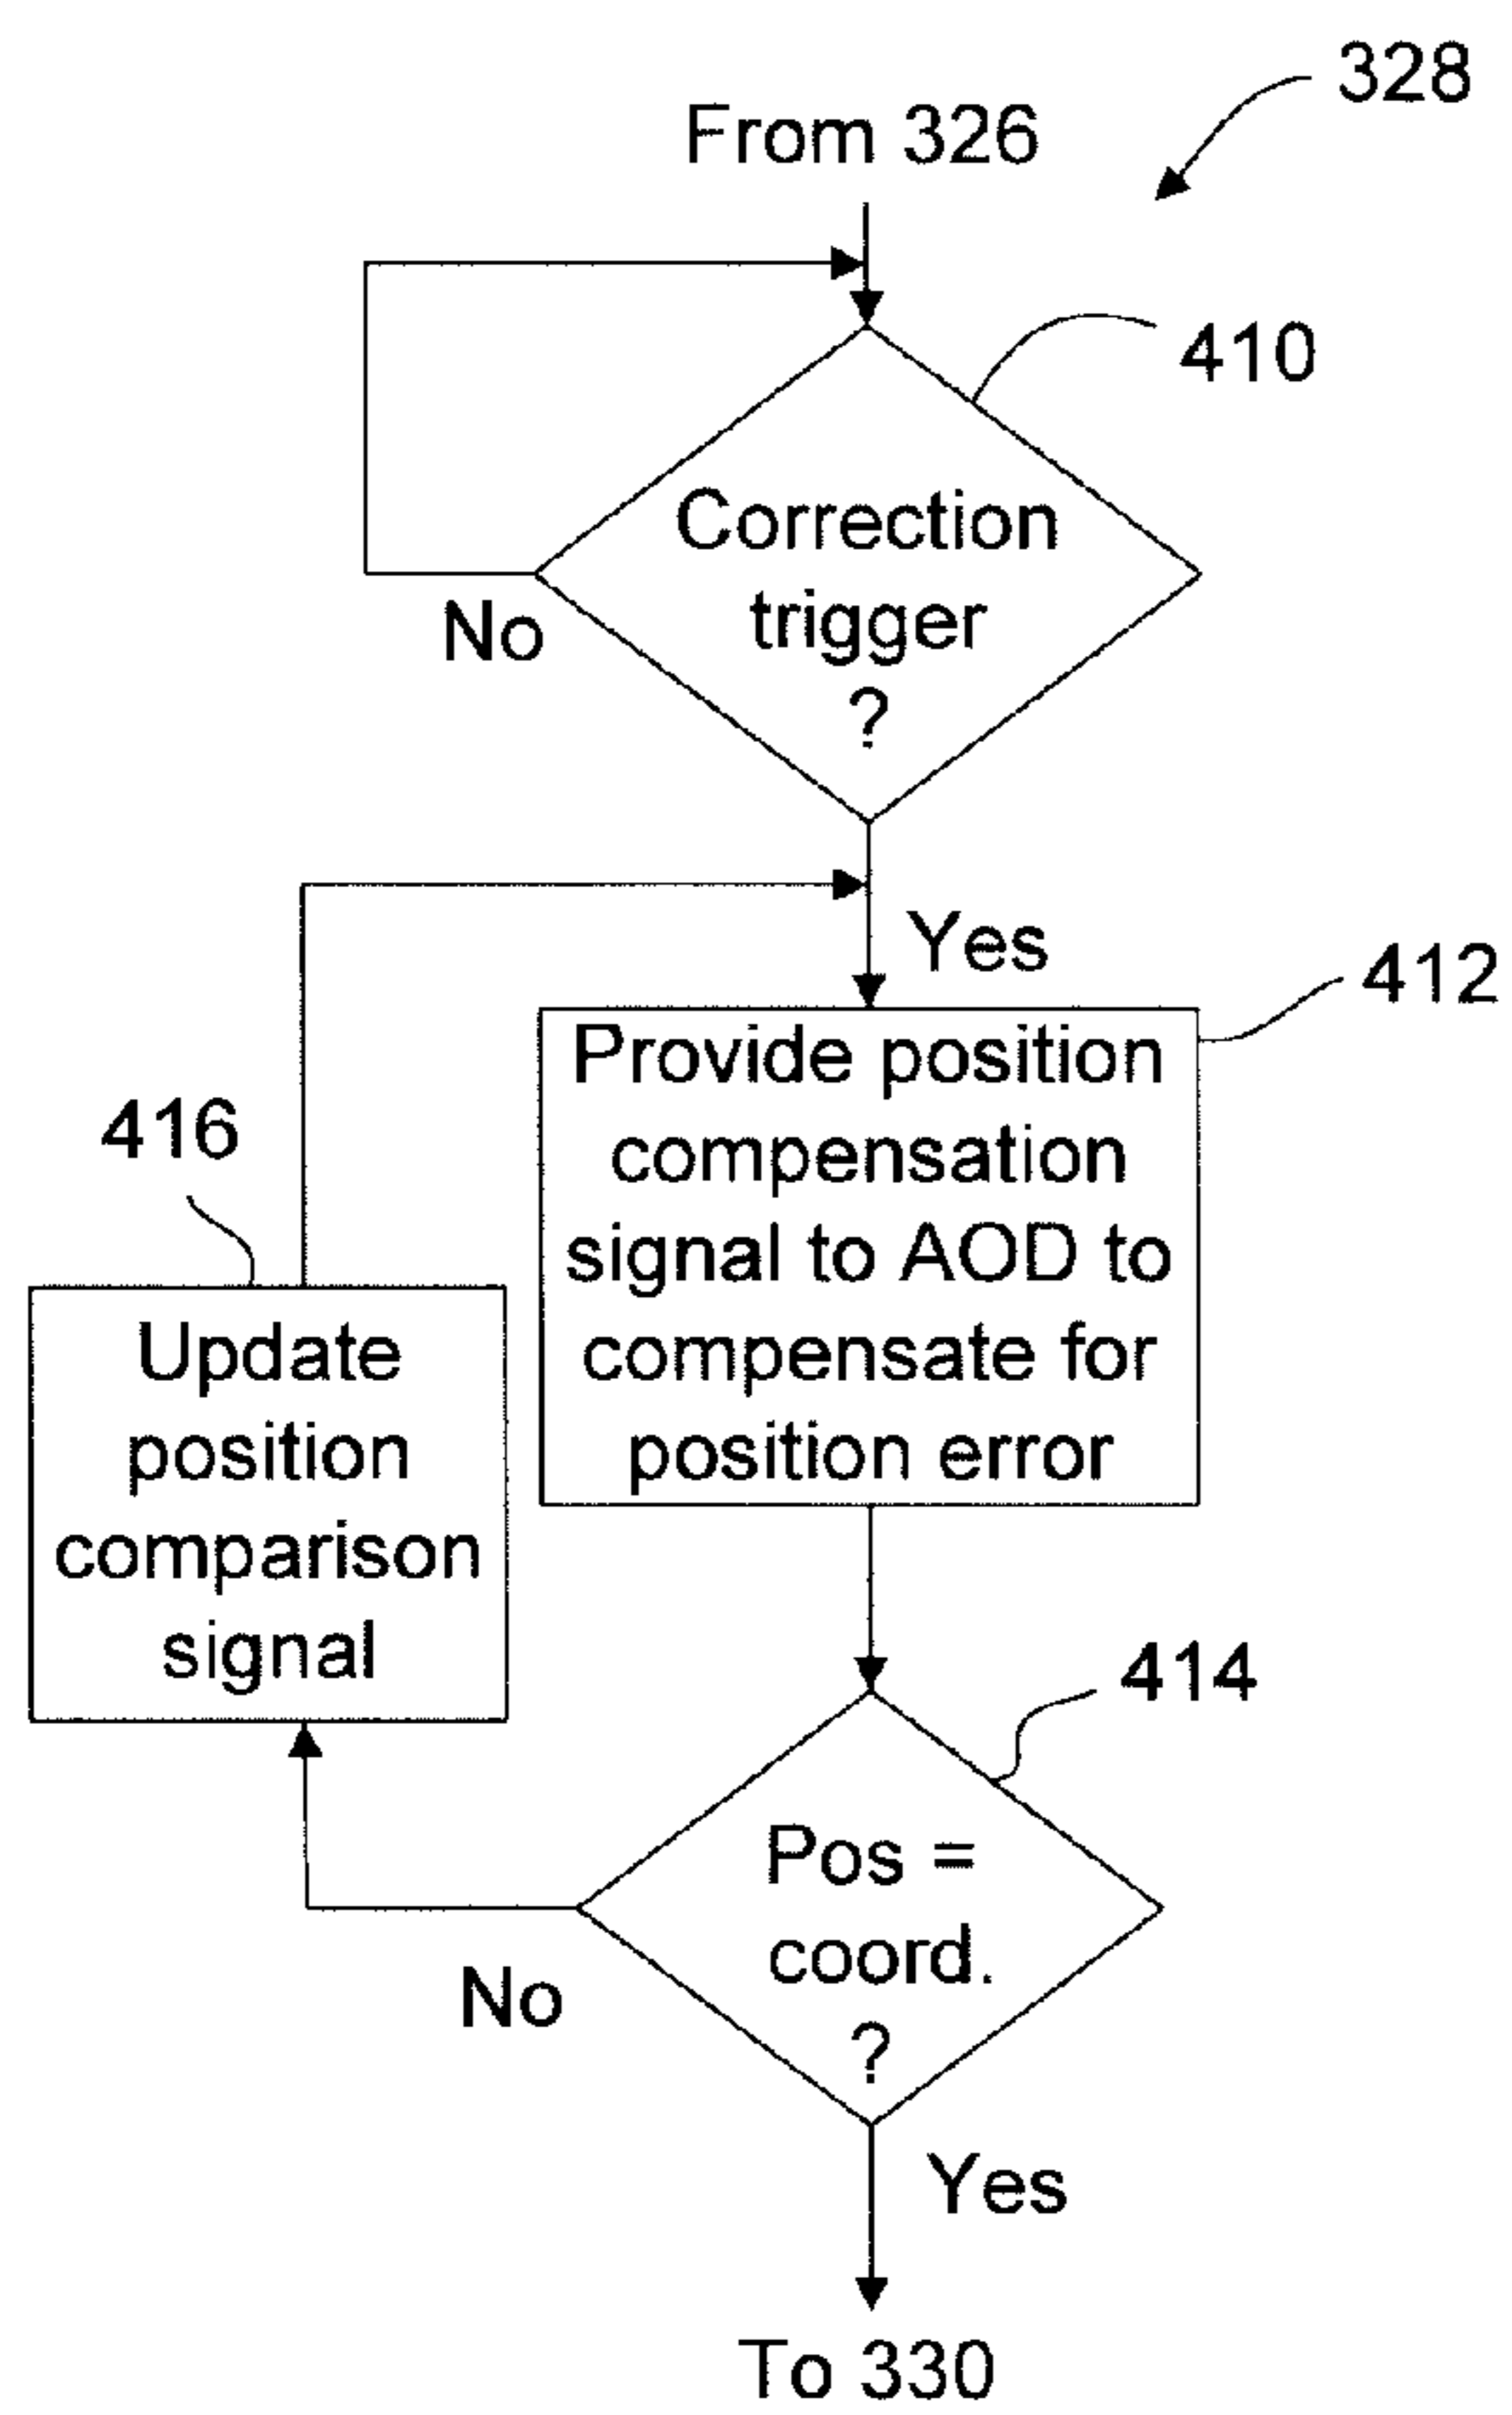 328
From 326
410
Correction
trigger
?
No
Yes
412
Provide position
compensation
signal to AOD to
compensate for
position error
416
Update
position
comparison
signal
414
Pos =
coord.
?
No
Yes
To 330